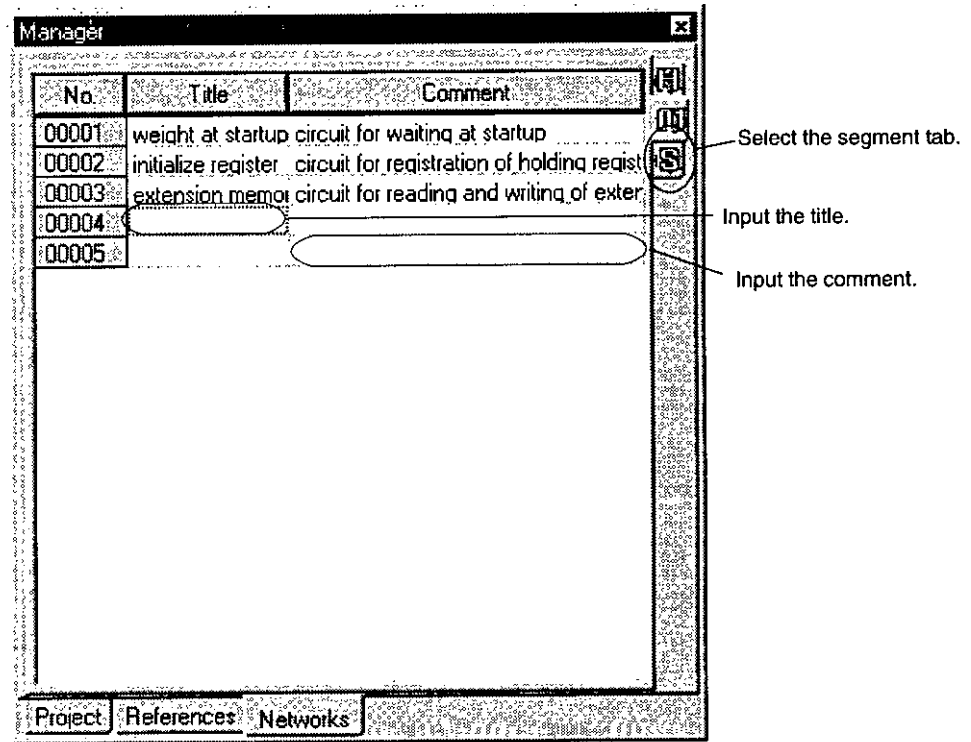 Manager
No. Title Comment
00001 weight at startup circuit for waiting at startup
00002 initialize register circuit for registration of holding regist
00003 extension memor circuit for reading and writing of exter
00004
00005
S
Select the segment tab.
Input the title.
Input the comment.
Project References Networks